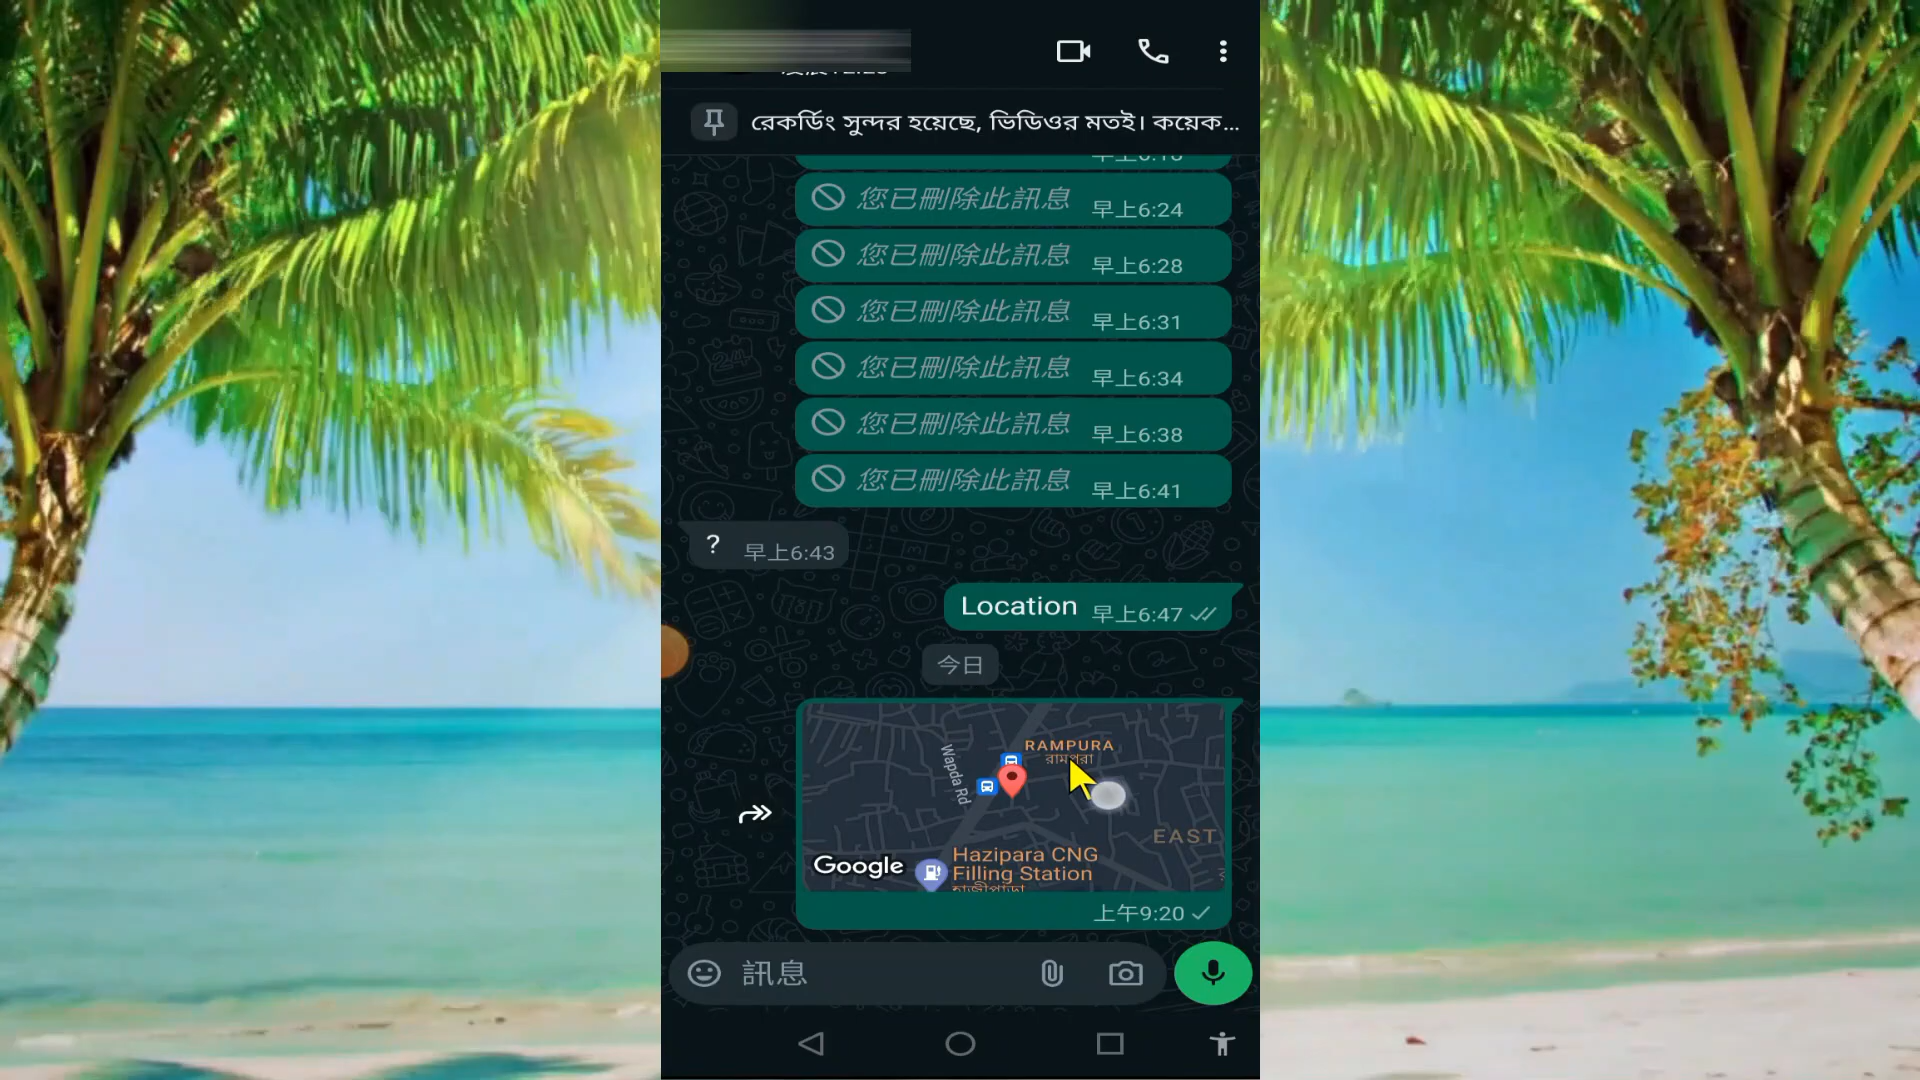 রেকর্ডিং সুন্দর হয়েছে, ভিডিওর মতই। কয়েক...
您已刪除此訊息 早上6:24
您已刪除此訊息 早上6:28
您已刪除此訊息 早上6:31
您已刪除此訊息 早上6:34
您已刪除此訊息 早上6:38
您已刪除此訊息 早上6:41
? 早上6:43
Location 早上6:47
今日
RAMPURA
রামপুরা
Wapda Rd
EAST
Hazipara CNG
Filling Station
হাজীপাড়া
Google
上午9:20
訊息